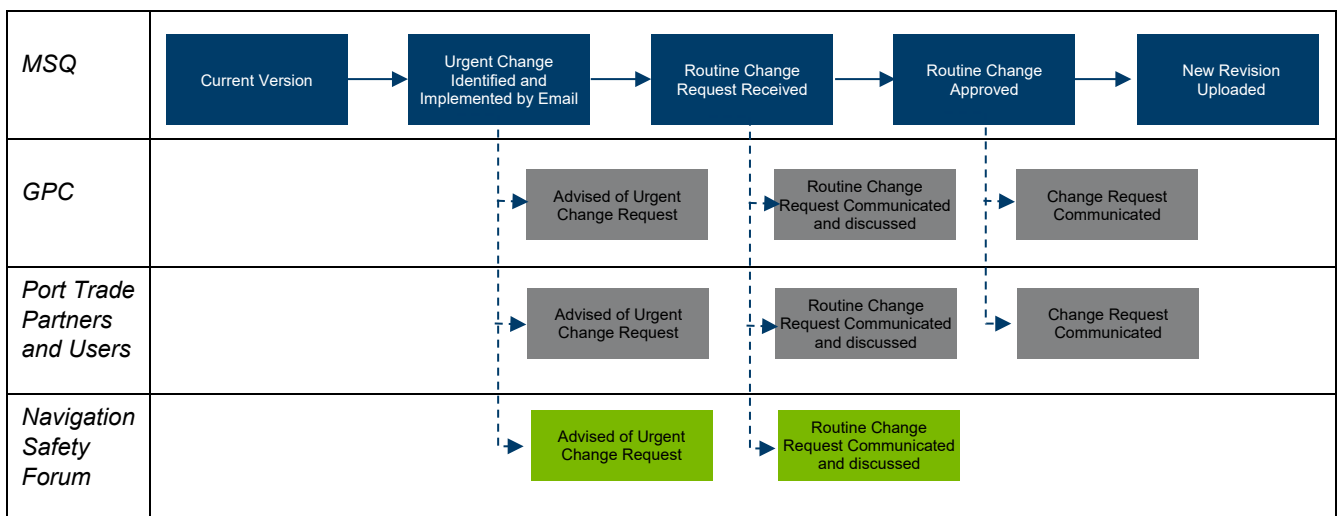 MSQ
Current Version
Urgent Change
Identified and
Implemented by Email
Routine Change
Request Received
Routine Change
Approved
New Revision
Uploaded
GPC
Advised of Urgent
Change Request
Routine Change
Request Communicated
and discussed
Change Request
Communicated
Port Trade
Partners
and Users
Advised of Urgent
Change Request
Routine Change
Request Communicated
and discussed
Change Request
Communicated
Navigation
Safety
Forum
Advised of Urgent
Change Request
Routine Change
Request Communicated
and discussed